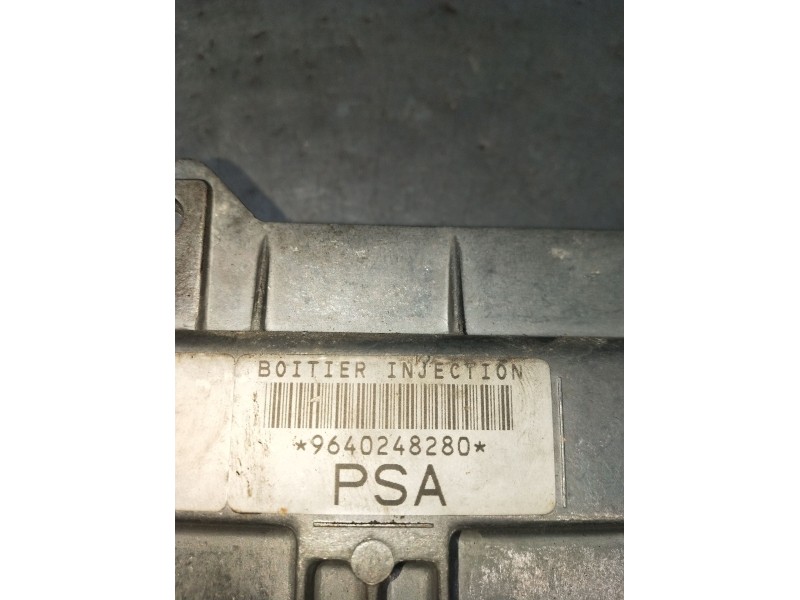 BOITIER INJECTION
*9640248280*
PSA